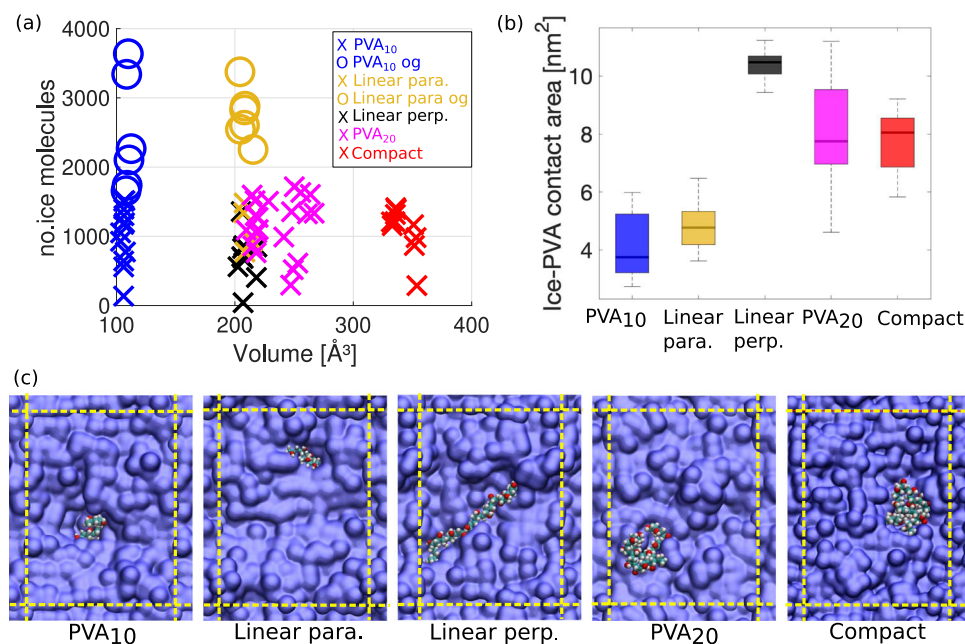 (a)
4000
3000
2000
1000
0
no.ice molecules
100
200
300
400
Volume [Å³]
X PVA₁₀
O PVA₁₀ og
X Linear para.
O Linear para og
X Linear perp.
X PVA₂₀
X Compact
(b)
10
8
6
4
Ice-PVA contact area [nm²]
PVA₁₀
Linear
para.
Linear
perp.
PVA₂₀
Compact
(c)
PVA₁₀
Linear para.
Linear perp.
PVA₂₀
Compact